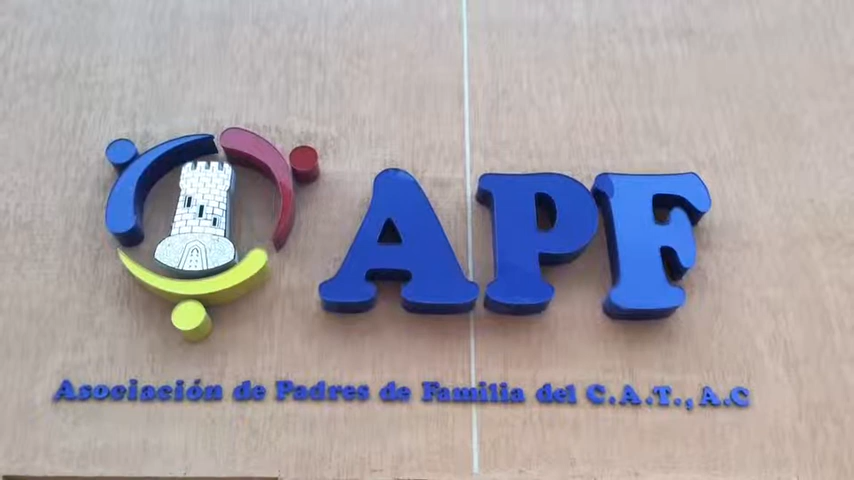 APF
Asociación de Padres de Familia del C.A.T., A.C